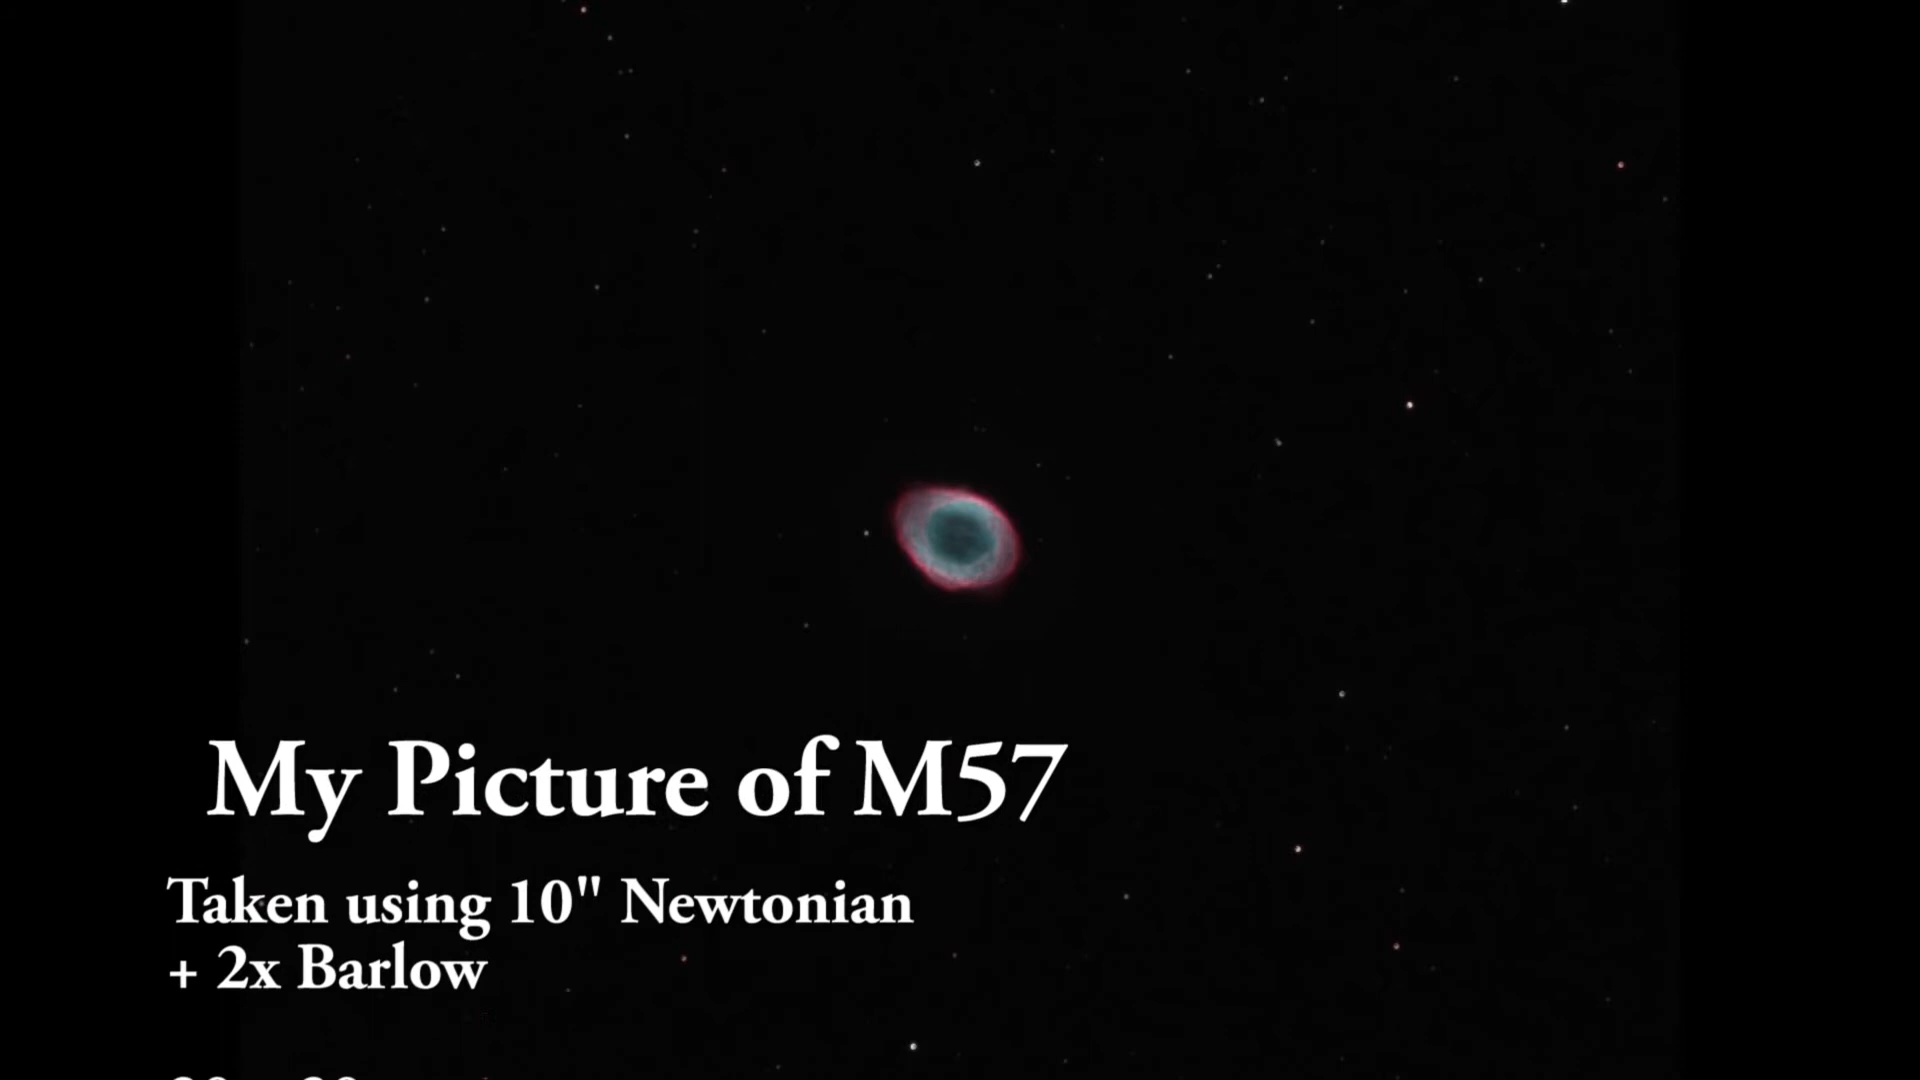 My Picture of M57
Taken using 10" Newtonian
+ 2x Barlow